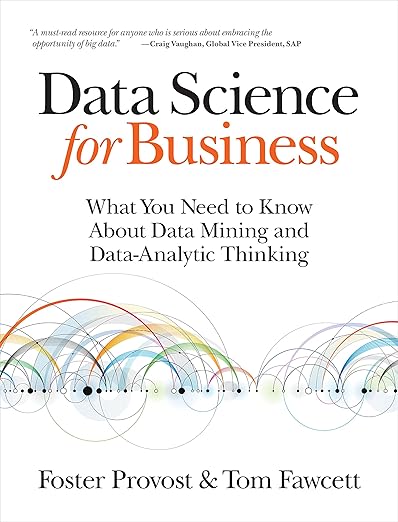 “A must-read resource for anyone who is serious about embracing the
opportunity of big data.” —Craig Vaughan, Global Vice President, SAP
Data Science
for Business
What You Need to Know
About Data Mining and
Data-Analytic Thinking
Foster Provost & Tom Fawcett